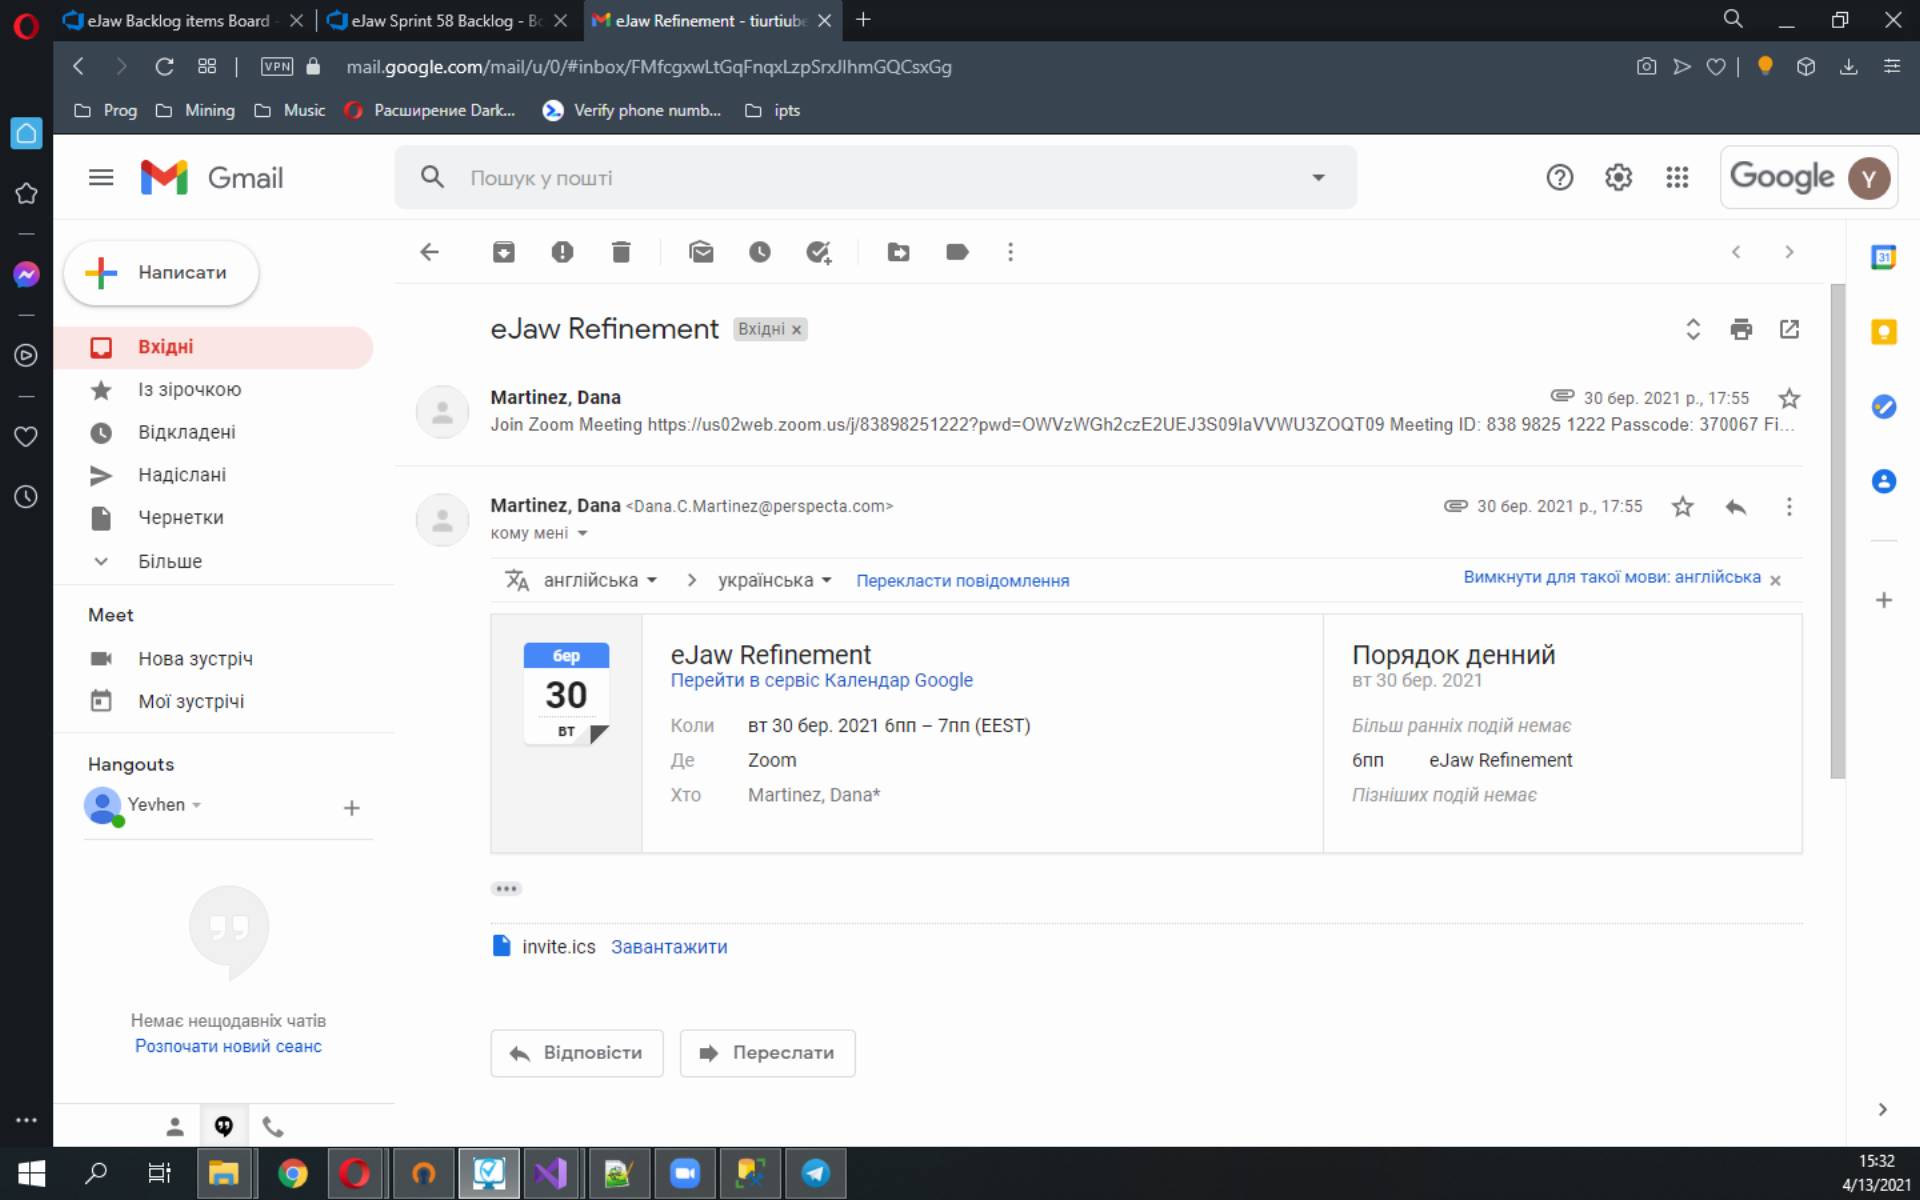 eJaw Backlog items Board
eJaw Sprint 58 Backlog - Bo
eJaw Refinement - tiurtiube
VPN
mail.google.com/mail/u/0/#inbox/FMfcgxwLtGqFnqxLzpSrxJlhmGQCsxGg
Prog
Mining
Music
Расширение Dark...
Verify phone numb...
ipts
Gmail
Пошук у пошті
Google
Y
Написати
Вхідні
Із зірочкою
Відкладені
Надіслані
Чернетки
Більше
Meet
Нова зустріч
Мої зустрічі
Hangouts
Yevhen
Немає нещодавніх чатів
Розпочати новий сеанс
eJaw Refinement
Вхідні x
Martinez, Dana
30 бер. 2021 р., 17:55
Join Zoom Meeting https://us02web.zoom.us/j/83898251222?pwd=OWVzWGh2czE2UEJ3S09IaVVWU3ZOQT09 Meeting ID: 838 9825 1222 Passcode: 370067 Fi...
Martinez, Dana <Dana.C.Martinez@perspecta.com>
30 бер. 2021 р., 17:55
кому мені
англійська
українська
Перекласти повідомлення
Вимкнути для такої мови: англійська x
бер
30
вт
eJaw Refinement
Перейти в сервіс Календар Google
Коли вт 30 бер. 2021 6пп – 7пп (EEST)
Де Zoom
Хто Martinez, Dana*
Порядок денний
вт 30 бер. 2021
Більш ранніх подій немає
6пп eJaw Refinement
Пізніших подій немає
invite.ics Завантажити
Відповісти
Переслати
31
15:32
4/13/2021